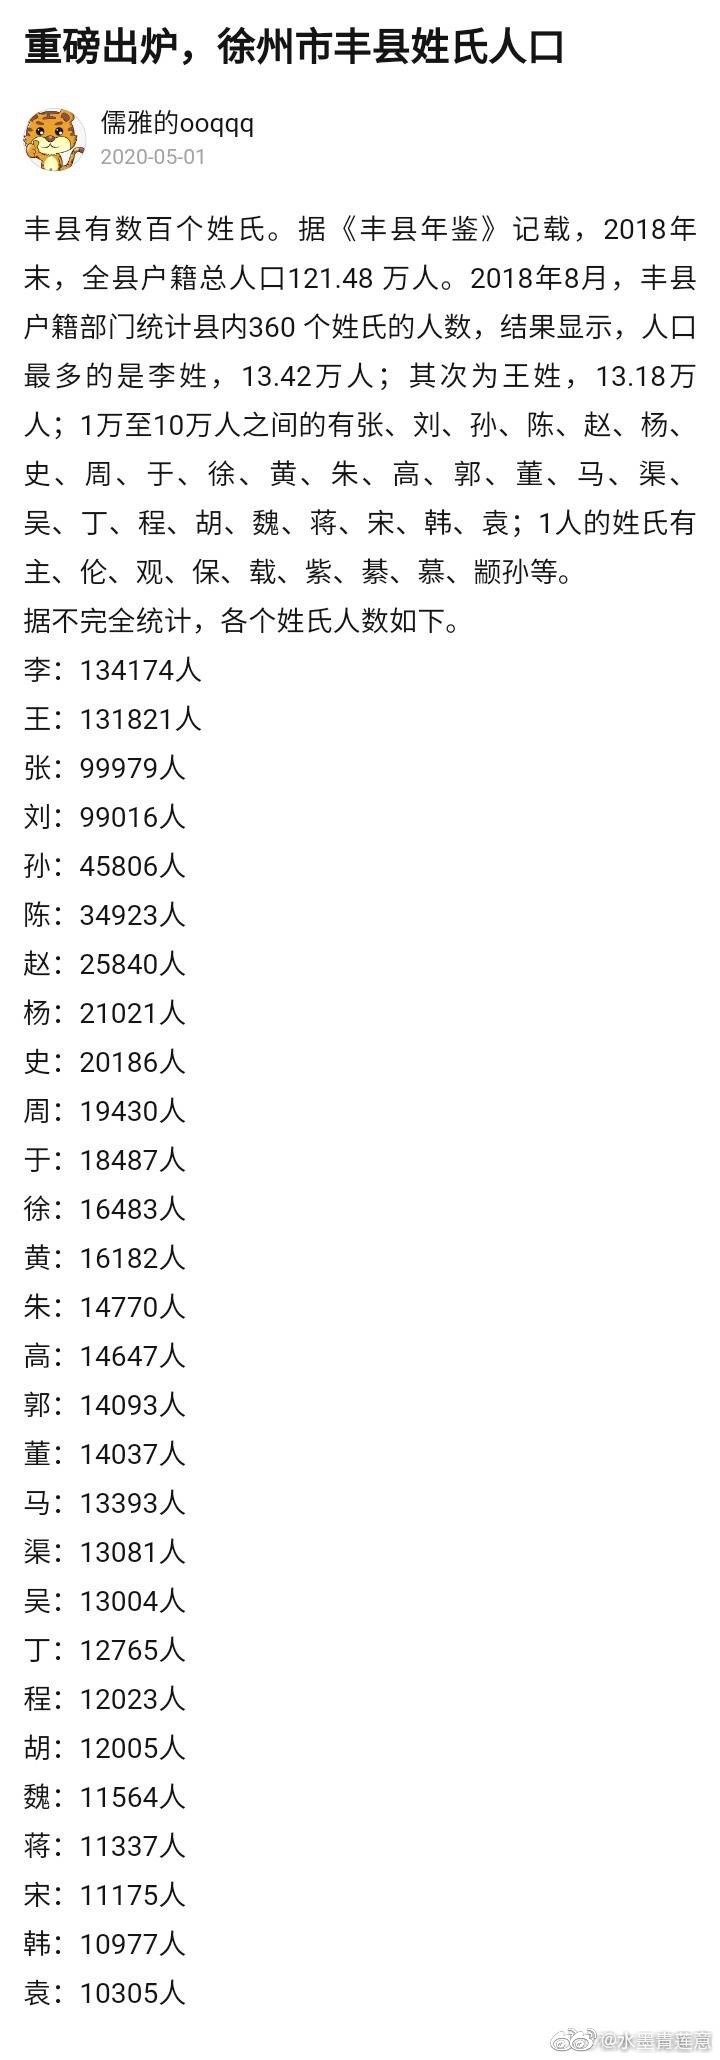 重磅出炉，徐州市丰县姓氏人口
儒雅的ooqqq
2020-05-01
丰县有数百个姓氏。据《丰县年鉴》记载，2018年
末，全县户籍总人口121.48 万人。2018年8月，丰县
户籍部门统计县内360 个姓氏的人数，结果显示，人口
最多的是李姓，13.42万人；其次为王姓，13.18万
人；1万至10万人之间的有张、刘、孙、陈、赵、杨、
史、周、于、徐、黄、朱、高、郭、董、马、渠、
吴、丁、程、胡、魏、蒋、宋、韩、袁；1人的姓氏有
主、伦、观、保、载、紫、綦、慕、颛孙等。
据不完全统计，各个姓氏人数如下。
李：134174人
王：131821人
张：99979人
刘：99016人
孙：45806人
陈：34923人
赵：25840人
杨：21021人
史：20186人
周：19430人
于：18487人
徐：16483人
黄：16182人
朱：14770人
高：14647人
郭：14093人
董：14037人
马：13393人
渠：13081人
吴：13004人
丁：12765人
程：12023人
胡：12005人
魏：11564人
蒋：11337人
宋：11175人
韩：10977人
袁：10305人
@水墨青莲意